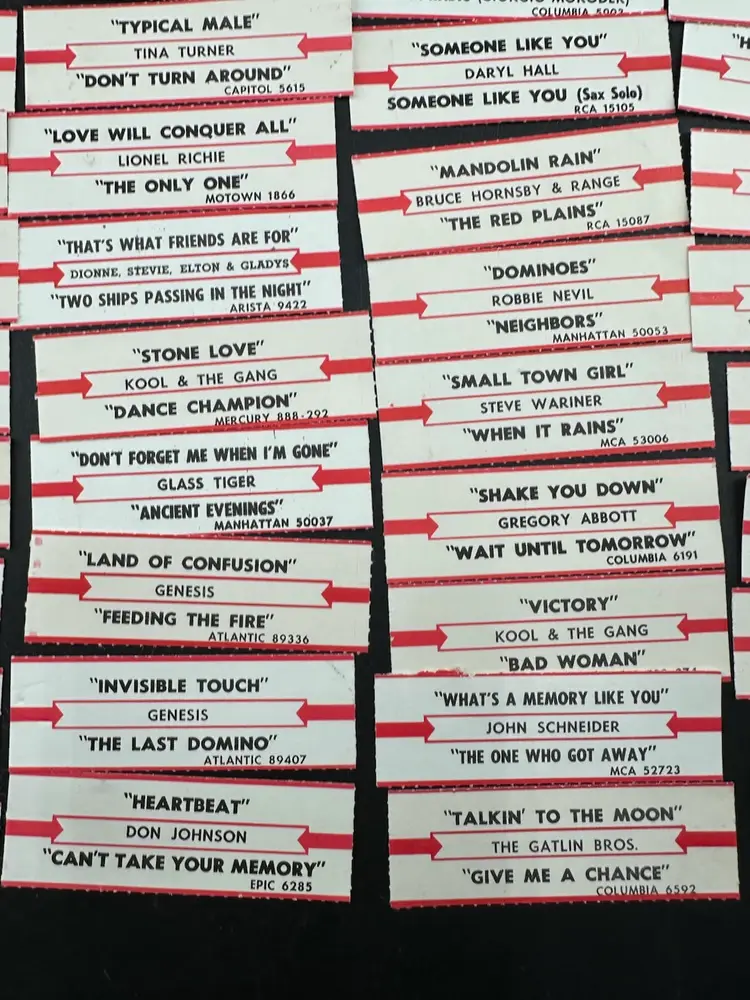 "TYPICAL MALE"
TINA TURNER
"DON'T TURN AROUND"
CAPITOL 5615
"LOVE WILL CONQUER ALL"
LIONEL RICHIE
"THE ONLY ONE"
MOTOWN 1866
"THAT'S WHAT FRIENDS ARE FOR"
DIONNE, STEVIE, ELTON & GLADYS
"TWO SHIPS PASSING IN THE NIGHT"
ARISTA 9422
"STONE LOVE"
KOOL & THE GANG
"DANCE CHAMPION"
MERCURY 888-292
"DON'T FORGET ME WHEN I'M GONE"
GLASS TIGER
"ANCIENT EVENINGS"
MANHATTAN 50037
"LAND OF CONFUSION"
GENESIS
"FEEDING THE FIRE"
ATLANTIC 89336
"INVISIBLE TOUCH"
GENESIS
"THE LAST DOMINO"
ATLANTIC 89407
"HEARTBEAT"
DON JOHNSON
"CAN'T TAKE YOUR MEMORY"
EPIC 6285
(GIORGIO MORODER)
COLUMBIA 5902
"SOMEONE LIKE YOU"
DARYL HALL
SOMEONE LIKE YOU (Sax Solo)
RCA 15105
"MANDOLIN RAIN"
BRUCE HORNSBY & RANGE
"THE RED PLAINS"
RCA 15087
"DOMINOES"
ROBBIE NEVIL
"NEIGHBORS"
MANHATTAN 50053
"SMALL TOWN GIRL"
STEVE WARINER
"WHEN IT RAINS"
MCA 53006
"SHAKE YOU DOWN"
GREGORY ABBOTT
"WAIT UNTIL TOMORROW"
COLUMBIA 6191
"VICTORY"
KOOL & THE GANG
"BAD WOMAN"
"WHAT'S A MEMORY LIKE YOU"
JOHN SCHNEIDER
"THE ONE WHO GOT AWAY"
MCA 52723
"TALKIN' TO THE MOON"
THE GATLIN BROS.
"GIVE ME A CHANCE"
COLUMBIA 6592
"H